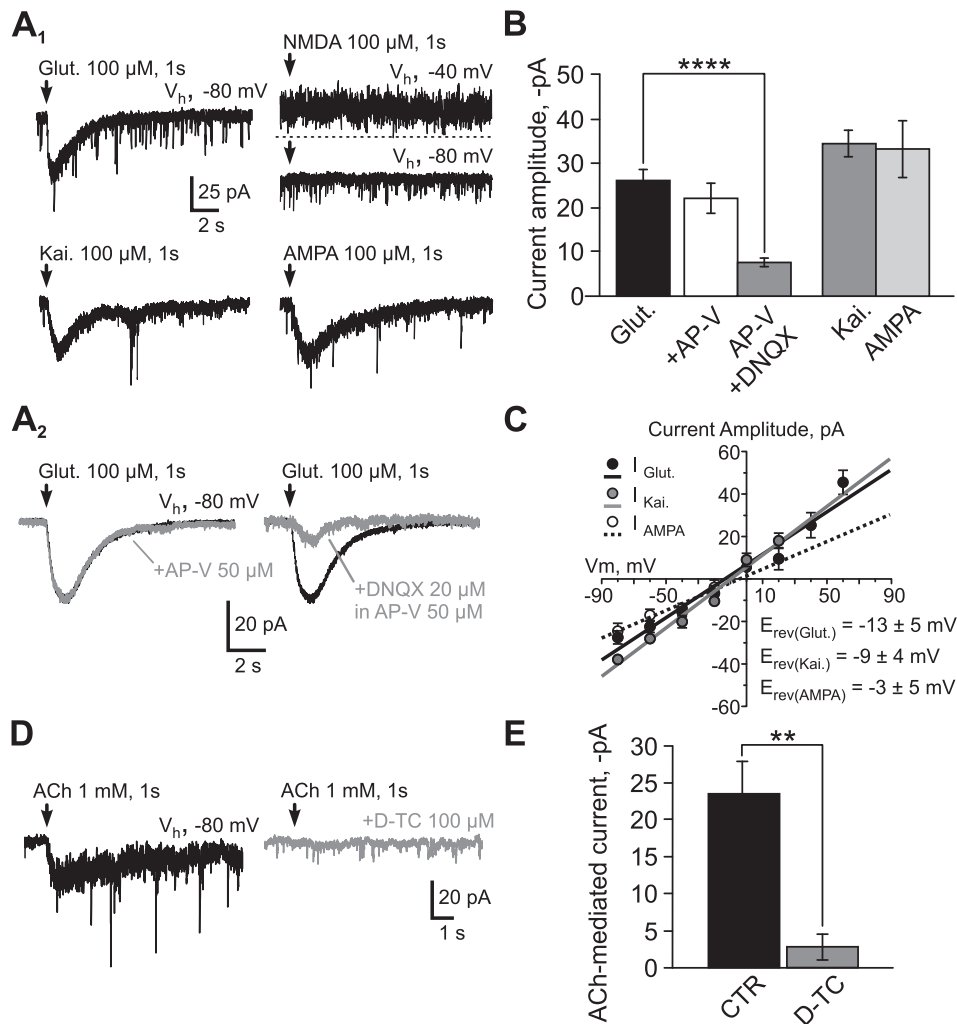 A1
Glut. 100 µM, 1s
Vh, -80 mV
NMDA 100 µM, 1s
Vh, -40 mV
Vh, -80 mV
25 pA
2 s
Kai. 100 µM, 1s
AMPA 100 µM, 1s
B
Current amplitude, -pA
50
40
30
20
10
0
****
Glut.
+AP-V
AP-V
+DNQX
Kai.
AMPA
A2
Glut. 100 µM, 1s
Vh, -80 mV
+AP-V 50 µM
Glut. 100 µM, 1s
+DNQX 20 µM
in AP-V 50 µM
20 pA
2 s
C
Current Amplitude, pA
I Glut.
I Kai.
I AMPA
Vm, mV
60
40
20
-20
-40
-60
-90
-50
-10
10
50
90
Erev(Glut.) = -13 ± 5 mV
Erev(Kai.) = -9 ± 4 mV
Erev(AMPA) = -3 ± 5 mV
D
ACh 1 mM, 1s
Vh, -80 mV
ACh 1 mM, 1s
+D-TC 100 µM
20 pA
1 s
E
ACh-mediated current, -pA
30
25
20
15
10
5
0
**
CTR
D-TC